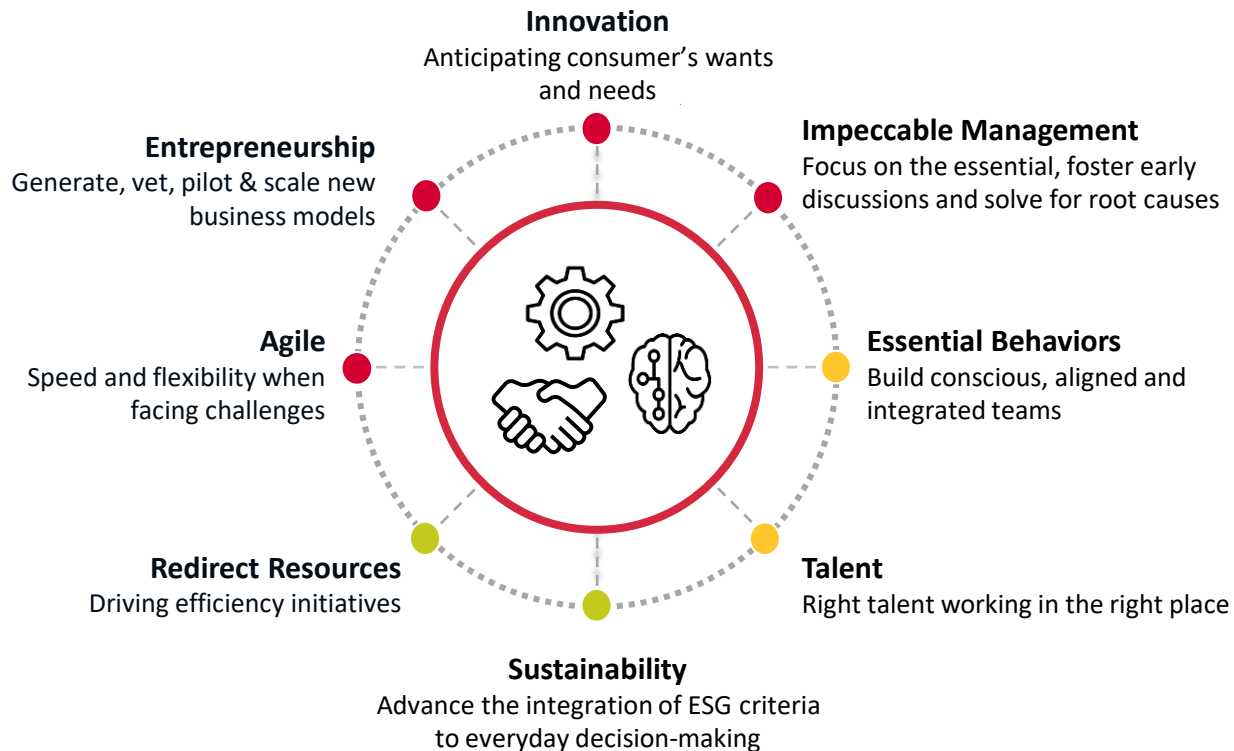 Innovation
Anticipating consumer’s wants
and needs
Impeccable Management
Focus on the essential, foster early
discussions and solve for root causes
Essential Behaviors
Build conscious, aligned and
integrated teams
Talent
Right talent working in the right place
Sustainability
Advance the integration of ESG criteria
to everyday decision-making
Redirect Resources
Driving efficiency initiatives
Agile
Speed and flexibility when
facing challenges
Entrepreneurship
Generate, vet, pilot & scale new
business models